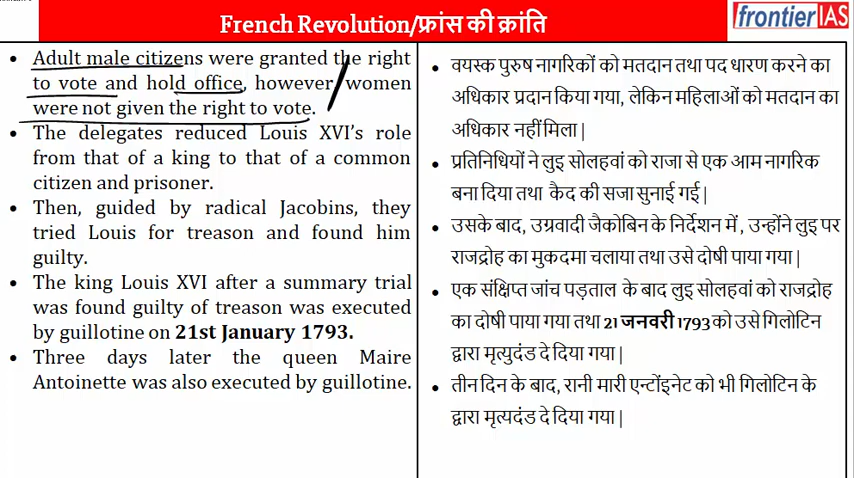 French Revolution/फ्रांस की क्रांति
frontierIAS
• Adult male citizens were granted the right
to vote and hold office, however women
were not given the right to vote.
• The delegates reduced Louis XVI's role
from that of a king to that of a common
citizen and prisoner.
• Then, guided by radical Jacobins, they
tried Louis for treason and found him
guilty.
• The king Louis XVI after a summary trial
was found guilty of treason was executed
by guillotine on 21st January 1793.
• Three days later the queen Maire
Antoinette was also executed by guillotine.
• वयस्क पुरुष नागरिकों को मतदान तथा पद धारण करने का
अधिकार प्रदान किया गया, लेकिन महिलाओं को मतदान का
अधिकार नहीं मिला |
• प्रतिनिधियों ने लुइ सोलहवां को राजा से एक आम नागरिक
बना दिया तथा कैद की सजा सुनाई गई |
• उसके बाद, उग्रवादी जैकोबिन के निर्देशन में, उन्होंने लुइ पर
राजद्रोह का मुकदमा चलाया तथा उसे दोषी पाया गया |
• एक संक्षिप्त जांच पड़ताल के बाद लुइ सोलहवां को राजद्रोह
का दोषी पाया गया तथा 21 जनवरी 1793 को उसे गिलोटिन
द्वारा मृत्युदंड दे दिया गया |
• तीन दिन के बाद, रानी मारी एन्टोंइनेट को भी गिलोटिन के
द्वारा मृत्यदंड दे दिया गया |